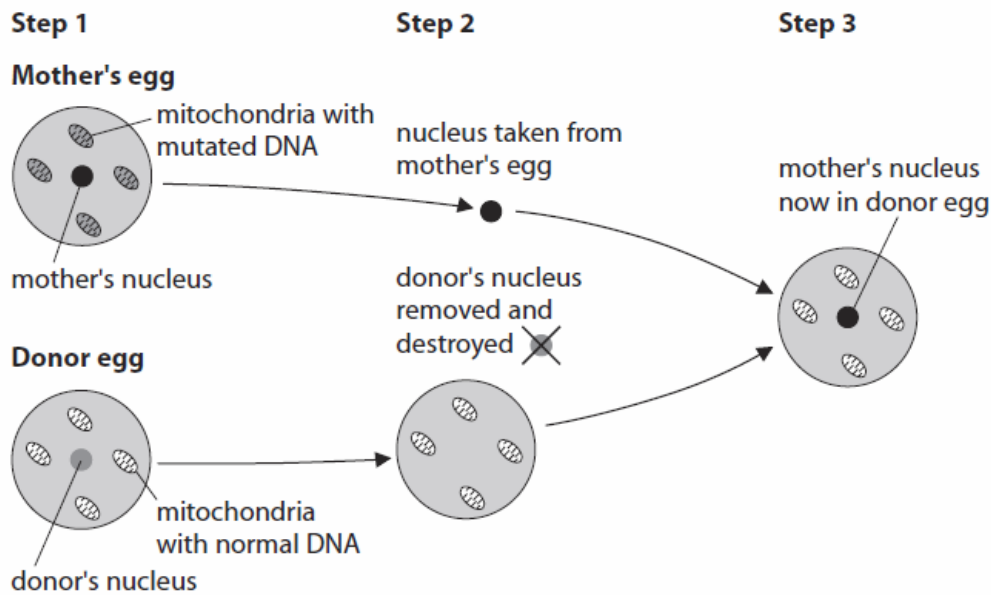 Step 1
Step 2
Step 3
Mother's egg
mitochondria with
mutated DNA
mother's nucleus
nucleus taken from
mother's egg
mother's nucleus
now in donor egg
donor's nucleus
removed and
destroyed
Donor egg
mitochondria
with normal DNA
donor's nucleus